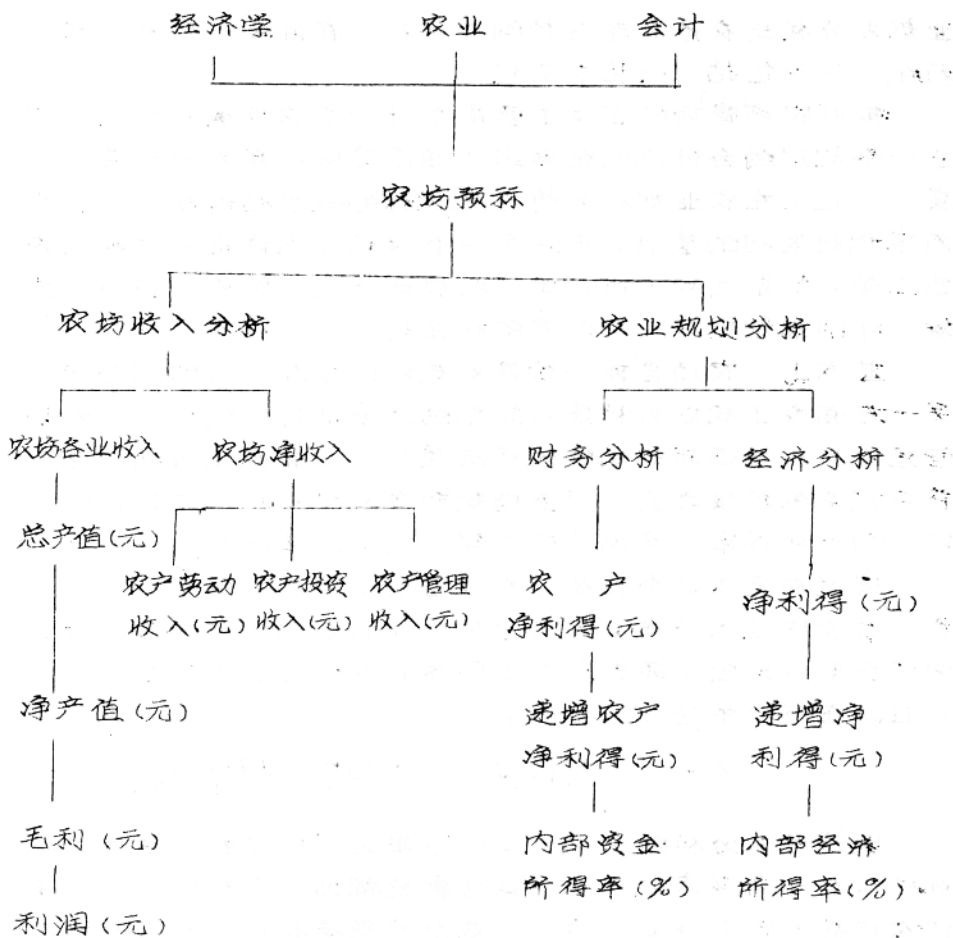 经济学 农业 会计
农坊预标
农坊收入分析 农业规划分析
农坊各业收入 农坊净收入 财务分析 经济分析
总产值(元)
农户劳动 农户投资 农户管理 农户 净利得(元)
收入(元) 收入(元) 收入(元) 净利得(元)
净产值(元) 递增农户 递增净
净利得(元) 利得(元)
毛利(元) 内部资金 内部经济
所得率(%) 所得率(%)
利润(元)